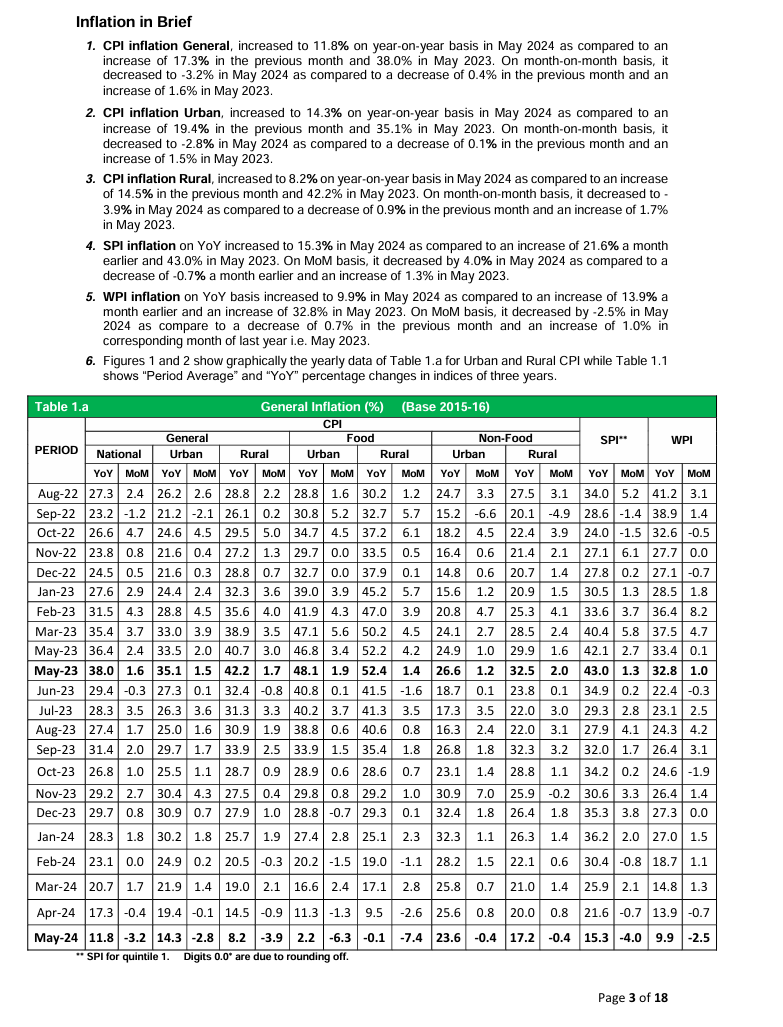 Inflation in Brief
1. CPI inflation General, increased to 11.8% on year-on-year basis in May 2024 as compared to an
increase of 17.3% in the previous month and 38.0% in May 2023. On month-on-month basis, it
decreased to -3.2% in May 2024 as compared to a decrease of 0.4% in the previous month and an
increase of 1.6% in May 2023.
2. CPI inflation Urban, increased to 14.3% on year-on-year basis in May 2024 as compared to an
increase of 19.4% in the previous month and 35.1% in May 2023. On month-on-month basis, it
decreased to -2.8% in May 2024 as compared to a decrease of 0.1% in the previous month and an
increase of 1.5% in May 2023.
3. CPI inflation Rural, increased to 8.2% on year-on-year basis in May 2024 as compared to an increase
of 14.5% in the previous month and 42.2% in May 2023. On month-on-month basis, it decreased to -
3.9% in May 2024 as compared to a decrease of 0.9% in the previous month and an increase of 1.7%
in May 2023.
4. SPI inflation on YoY increased to 15.3% in May 2024 as compared to an increase of 21.6% a month
earlier and 43.0% in May 2023. On MoM basis, it decreased by 4.0% in May 2024 as compared to a
decrease of -0.7% a month earlier and an increase of 1.3% in May 2023.
5. WPI inflation on YoY basis increased to 9.9% in May 2024 as compared to an increase of 13.9% a
month earlier and an increase of 32.8% in May 2023. On MoM basis, it decreased by -2.5% in May
2024 as compare to a decrease of 0.7% in the previous month and an increase of 1.0% in
corresponding month of last year i.e. May 2023.
6. Figures 1 and 2 show graphically the yearly data of Table 1.a for Urban and Rural CPI while Table 1.1
shows “Period Average” and “YoY” percentage changes in indices of three years.
Table 1.a General Inflation (%) (Base 2015-16)
PERIOD CPI SPI** WPI
General Food Non-Food
National Urban Rural Urban Rural Urban Rural
YoY MoM YoY MoM YoY MoM YoY MoM YoY MoM YoY MoM YoY MoM YoY MoM YoY MoM
Aug-22 27.3 2.4 26.2 2.6 28.8 2.2 28.8 1.6 30.2 1.2 24.7 3.3 27.5 3.1 34.0 5.2 41.2 3.1
Sep-22 23.2 -1.2 21.2 -2.1 26.1 0.2 30.8 5.2 32.7 5.7 15.2 -6.6 20.1 -4.9 28.6 -1.4 38.9 1.4
Oct-22 26.6 4.7 24.6 4.5 29.5 5.0 34.7 4.5 37.2 6.1 18.2 4.5 22.4 3.9 24.0 -1.5 32.6 -0.5
Nov-22 23.8 0.8 21.6 0.4 27.2 1.3 29.7 0.0 33.5 0.5 16.4 0.6 21.4 2.1 27.1 6.1 27.7 0.0
Dec-22 24.5 0.5 21.6 0.3 28.8 0.7 32.7 0.0 37.9 0.1 14.8 0.6 20.7 1.4 27.8 0.2 27.1 -0.7
Jan-23 27.6 2.9 24.4 2.4 32.3 3.6 39.0 3.9 45.2 5.7 15.6 1.2 20.9 1.5 30.5 1.3 28.5 1.8
Feb-23 31.5 4.3 28.8 4.5 35.6 4.0 41.9 4.3 47.0 3.9 20.8 4.7 25.3 4.1 33.6 3.7 36.4 8.2
Mar-23 35.4 3.7 33.0 3.9 38.9 3.5 47.1 5.6 50.2 4.5 24.1 2.7 28.5 2.4 40.4 5.8 37.5 4.7
May-23 36.4 2.4 33.5 2.0 40.7 3.0 46.8 3.4 52.2 4.2 24.9 1.0 29.9 1.6 42.1 2.7 33.4 0.1
May-23 38.0 1.6 35.1 1.5 42.2 1.7 48.1 1.9 52.4 1.4 26.6 1.2 32.5 2.0 43.0 1.3 32.8 1.0
Jun-23 29.4 -0.3 27.3 0.1 32.4 -0.8 40.8 0.1 41.5 -1.6 18.7 0.1 23.8 0.1 34.9 0.2 22.4 -0.3
Jul-23 28.3 3.5 26.3 3.6 31.3 3.3 40.2 3.7 41.3 3.5 17.3 3.5 22.0 3.0 29.3 2.8 23.1 2.5
Aug-23 27.4 1.7 25.0 1.6 30.9 1.9 38.8 0.6 40.6 0.8 16.3 2.4 22.0 3.1 27.9 4.1 24.3 4.2
Sep-23 31.4 2.0 29.7 1.7 33.9 2.5 33.9 1.5 35.4 1.8 26.8 1.8 32.3 3.2 32.0 1.7 26.4 3.1
Oct-23 26.8 1.0 25.5 1.1 28.7 0.9 28.9 0.6 28.6 0.7 23.1 1.4 28.8 1.1 34.2 0.2 24.6 -1.9
Nov-23 29.2 2.7 30.4 4.3 27.5 0.4 29.8 0.8 29.2 1.0 30.9 7.0 25.9 -0.2 30.6 3.3 26.4 1.4
Dec-23 29.7 0.8 30.9 0.7 27.9 1.0 28.8 -0.7 29.3 0.1 32.4 1.8 26.4 1.8 35.3 3.8 27.3 0.0
Jan-24 28.3 1.8 30.2 1.8 25.7 1.9 27.4 2.8 25.1 2.3 32.3 1.1 26.3 1.4 36.2 2.0 27.0 1.5
Feb-24 23.1 0.0 24.9 0.2 20.5 -0.3 20.2 -1.5 19.0 -1.1 28.2 1.5 22.1 0.6 30.4 -0.8 18.7 1.1
Mar-24 20.7 1.7 21.9 1.4 19.0 2.1 16.6 2.4 17.1 2.8 25.8 0.7 21.0 1.4 25.9 2.1 14.8 1.3
Apr-24 17.3 -0.4 19.4 -0.1 14.5 -0.9 11.3 -1.3 9.5 -2.6 25.6 0.8 20.0 0.8 21.6 -0.7 13.9 -0.7
May-24 11.8 -3.2 14.3 -2.8 8.2 -3.9 2.2 -6.3 -0.1 -7.4 23.6 -0.4 17.2 -0.4 15.3 -4.0 9.9 -2.5
** SPI for quintile 1. Digits 0.0* are due to rounding off.
Page 3 of 18